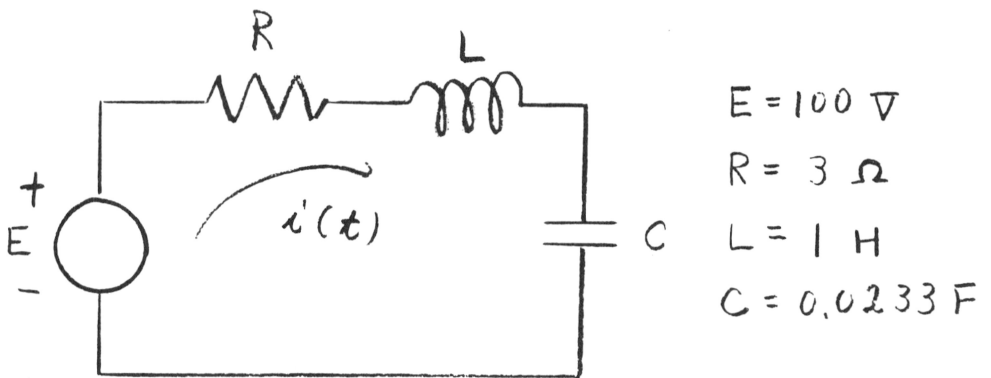 R
L
+
E
-
i(t)
C
E = 100 V
R = 3 Ω
L = 1 H
C = 0.0233 F